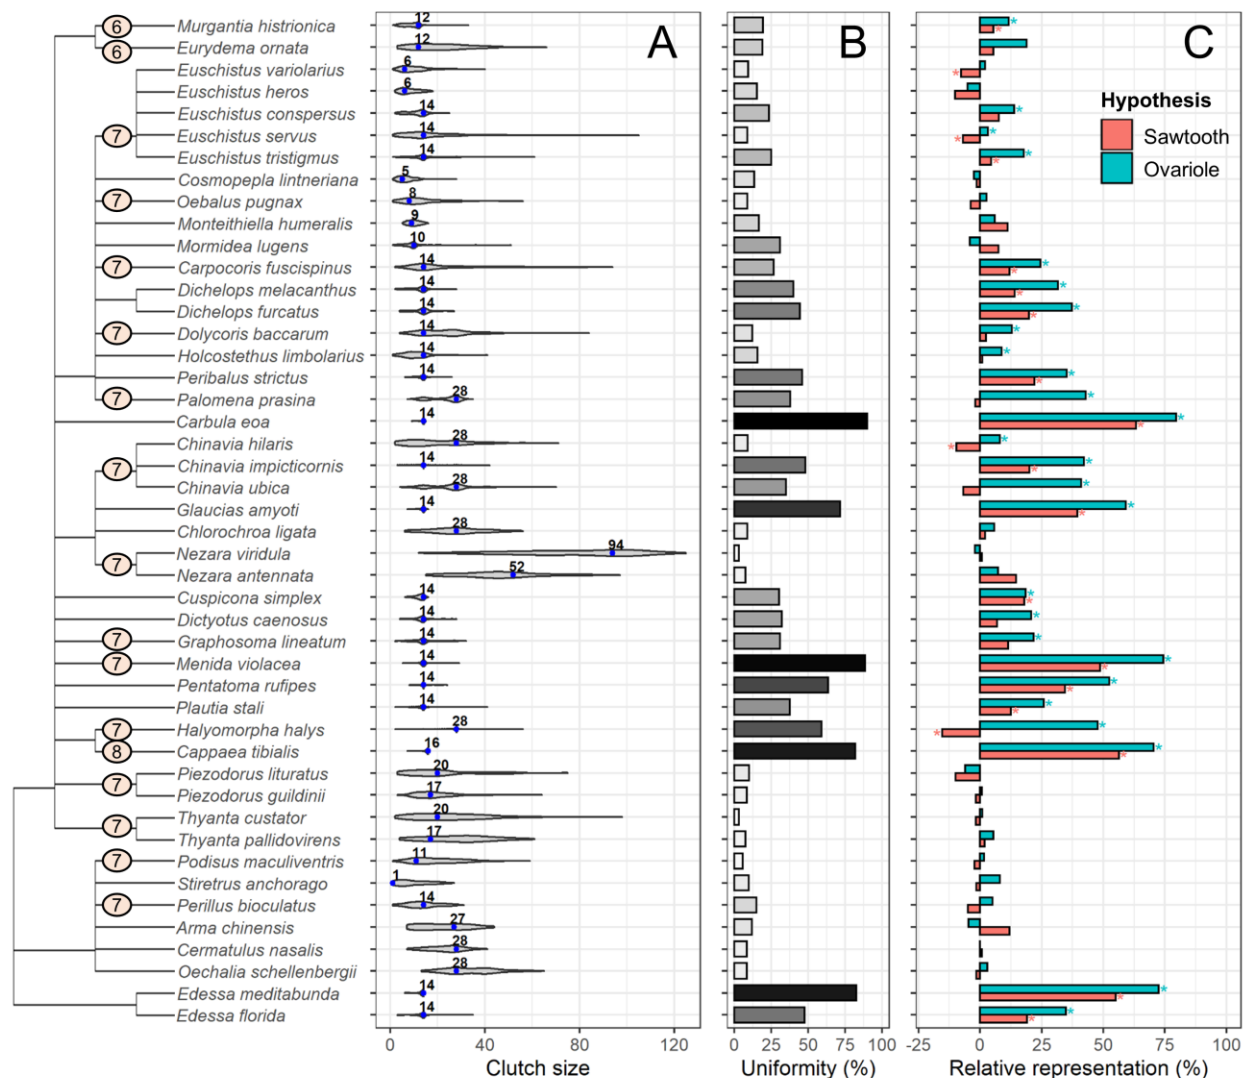 A
B
C
6 Murgantia histrionica 12
6 Eurydema ornata 12
Euschistus variolarius 6
Euschistus heros 6
Euschistus conspersus 14
7 Euschistus servus 14
Euschistus tristigmus 14
Cosmopepla lintneriana 5
7 Oebalus pugnax 8
Monteithiella humeralis 9
Mormidea lugens 10
7 Carpocoris fuscispinus 14
Dichelops melacanthus 14
Dichelops furcatus 14
7 Dolycoris baccarum 14
Holcostethus limbolarius 14
Peribalus strictus 14
7 Palomena prasina 28
Carbula eoa 14
Chinavia hilaris 28
7 Chinavia impicticornis 14
Chinavia ubica 28
Glaucias amyoti 14
Chlorochroa ligata 28
7 Nezara viridula 94
Nezara antennata 52
Cuspicona simplex 14
Dictyotus caenosus 14
7 Graphosoma lineatum 14
7 Menida violacea 14
Pentatoma rufipes 14
Plautia stali 14
7 Halyomorpha halys 28
8 Cappaea tibialis 16
7 Piezodorus lituratus 20
Piezodorus guildinii 17
7 Thyanta custator 20
Thyanta pallidovirens 17
7 Podisus maculiventris 11
Stiretrus anchorago 1
7 Perillus bioculatus 14
Arma chinensis 27
Cermatulus nasalis 28
Oechalia schellenbergii 28
Edessa meditabunda 14
Edessa florida 14
Hypothesis
Sawtooth
Ovariole
0 40 80 120
Clutch size
0 25 50 75 100
Uniformity (%)
-25 0 25 50 75 100
Relative representation (%)